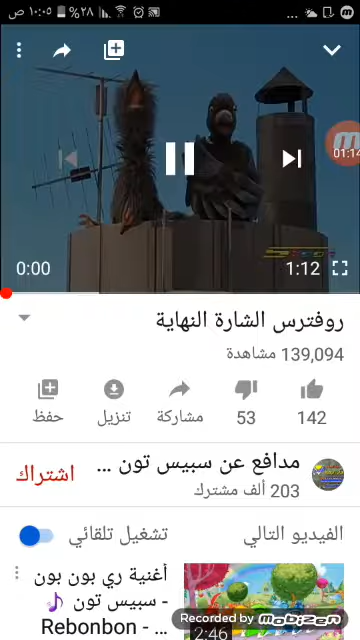 ١٠:٠٥ ص
٢٨%
01:14
0:00
1:12
روفترس الشارة النهاية
139,094 مشاهدة
142
53
مشاركة
تنزيل
حفظ
مدافع عن سبيس تون ...
اشتراك
203 ألف مشترك
الفيديو التالي
تشغيل تلقائي
أغنية ري بون بون
- سبيس تون 🎵
Rebonbon - ...
2:46
Recorded by mobizen